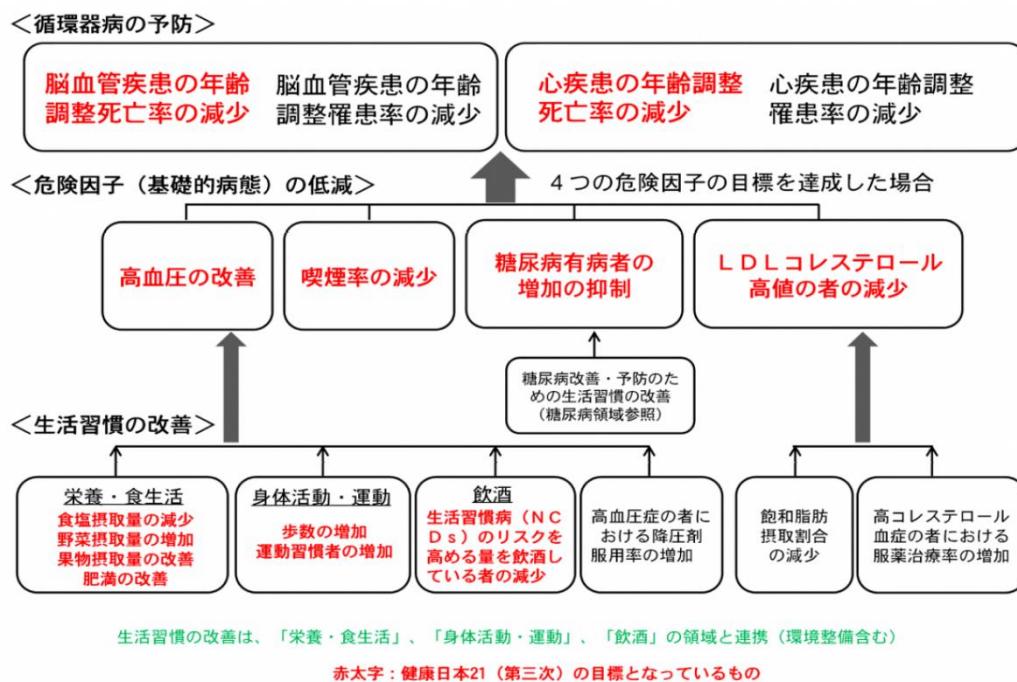 ＜循環器病の予防＞
脳血管疾患の年齢
調整死亡率の減少
脳血管疾患の年齢
調整罹患率の減少
心疾患の年齢調整
死亡率の減少
心疾患の年齢調整
罹患率の減少
＜危険因子（基礎的病態）の低減＞
４つの危険因子の目標を達成した場合
高血圧の改善
喫煙率の減少
糖尿病有病者の
増加の抑制
ＬＤＬコレステロール
高値の者の減少
糖尿病改善・予防のた
めの生活習慣の改善
（糖尿病領域参照）
＜生活習慣の改善＞
栄養・食生活
食塩摂取量の減少
野菜摂取量の増加
果物摂取量の改善
肥満の改善
身体活動・運動
歩数の増加
運動習慣者の増加
飲酒
生活習慣病（ＮＣ
Ｄｓ）のリスクを
高める量を飲酒し
ている者の減少
高血圧症の者に
おける降圧剤
服用率の増加
飽和脂肪
摂取割合
の減少
高コレステロール
血症の者における
服薬治療率の増加
生活習慣の改善は、「栄養・食生活」、「身体活動・運動」、「飲酒」の領域と連携（環境整備含む）
赤太字：健康日本21（第三次）の目標となっているもの